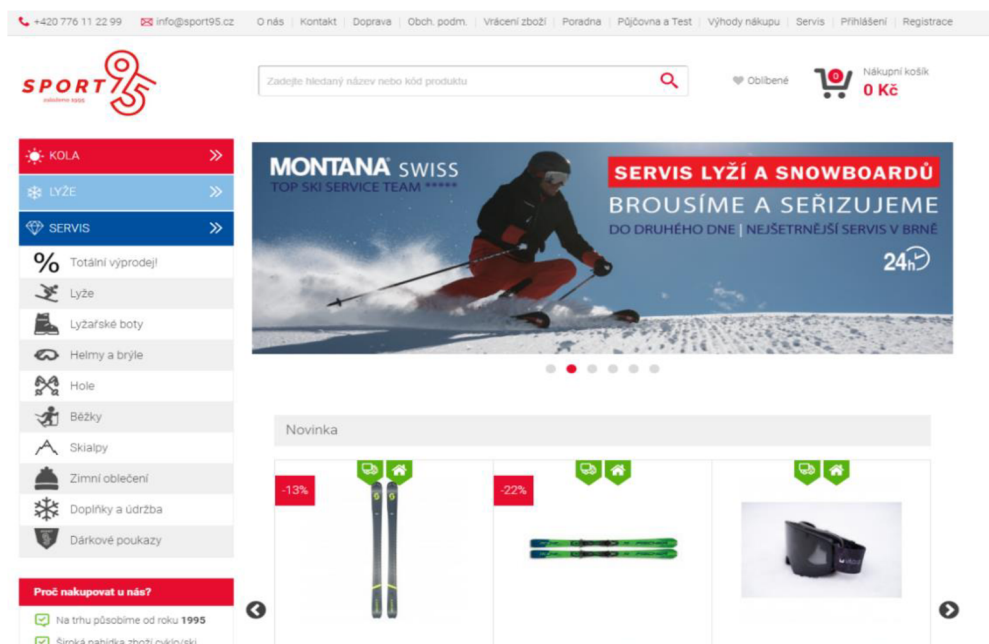 +420 776 11 22 99 info@sport95.cz O nás Kontakt Doprava Obch. podm. Vrácení zboží Poradna Půjčovna a Test Výhody nákupu Servis Přihlášení Registrace
SPORT 95
založeno 1995
Zadejte hledaný název nebo kód produktu
Oblíbené
0
Nákupní košík
0 Kč
KOLA
LYŽE
SERVIS
% Totální výprodej!
Lyže
Lyžařské boty
Helmy a brýle
Hole
Běžky
Skialpy
Zimní oblečení
Doplňky a údržba
Dárkové poukazy
Proč nakupovat u nás?
Na trhu působíme od roku 1995
Široká nabídka zboží cyklo/ski
MONTANA SWISS
TOP SKI SERVICE TEAM *****
SERVIS LYŽÍ A SNOWBOARDŮ
BROUSÍME A SEŘIZUJEME
DO DRUHÉHO DNE | NEJŠETRNĚJŠÍ SERVIS V BRNĚ
24h
Novinka
-13%
-22%